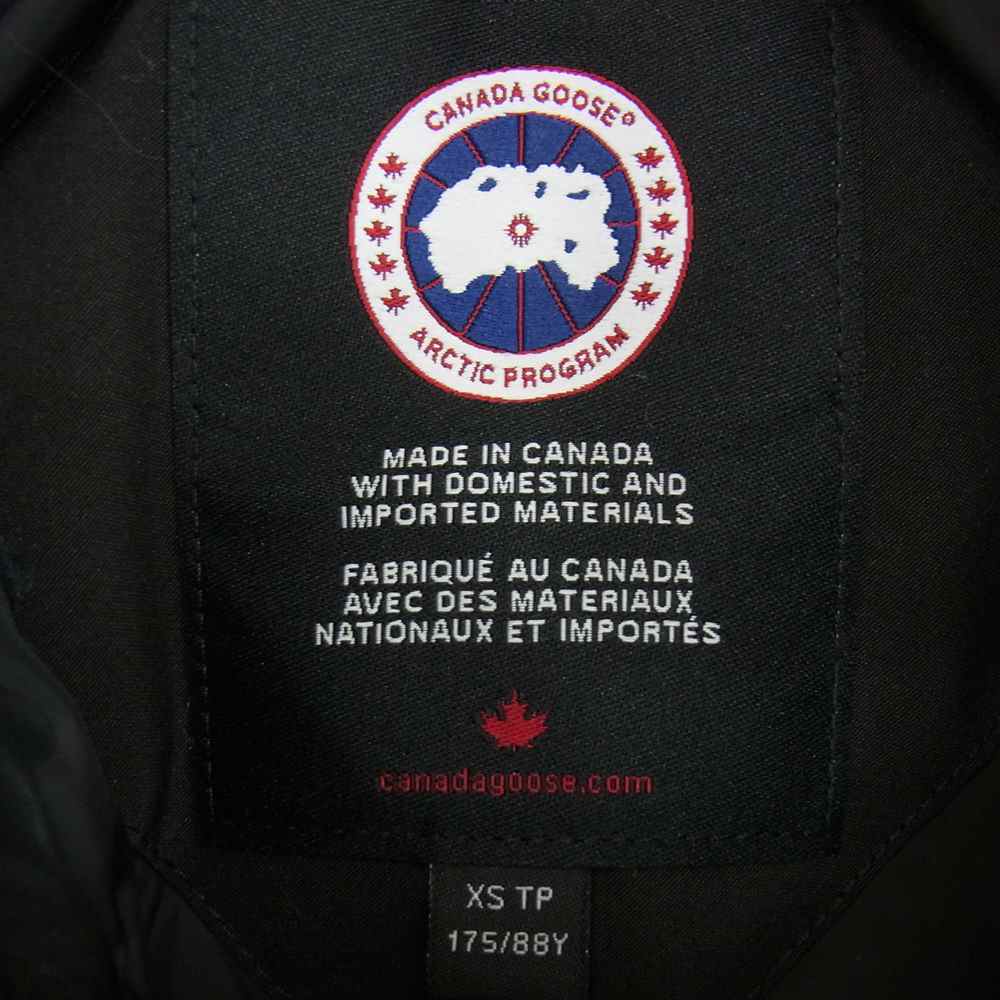 CANADA GOOSE®
ARCTIC PROGRAM
MADE IN CANADA
WITH DOMESTIC AND
IMPORTED MATERIALS
FABRIQUÉ AU CANADA
AVEC DES MATERIAUX
NATIONAUX ET IMPORTÉS
canadagoose.com
XS TP
175/88Y